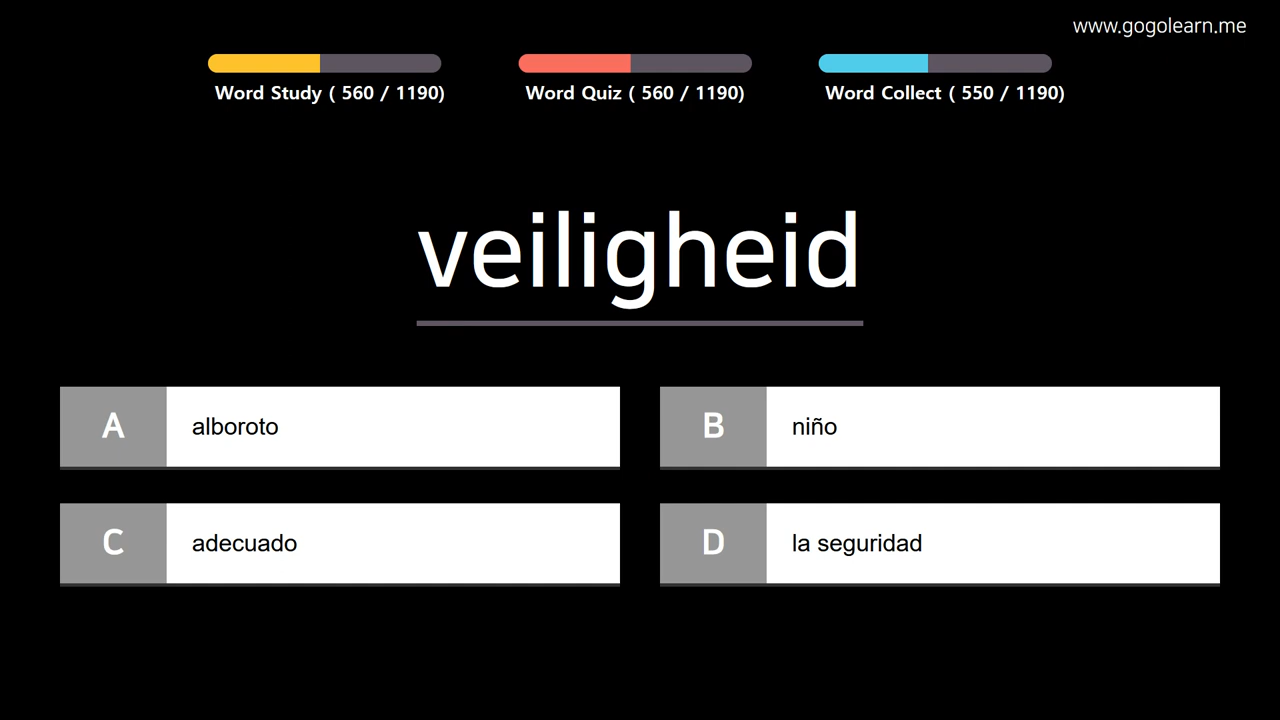 www.gogolearn.me
Word Study ( 560 / 1190)
Word Quiz ( 560 / 1190)
Word Collect ( 550 / 1190)
veiligheid
A alboroto
B niño
C adecuado
D la seguridad